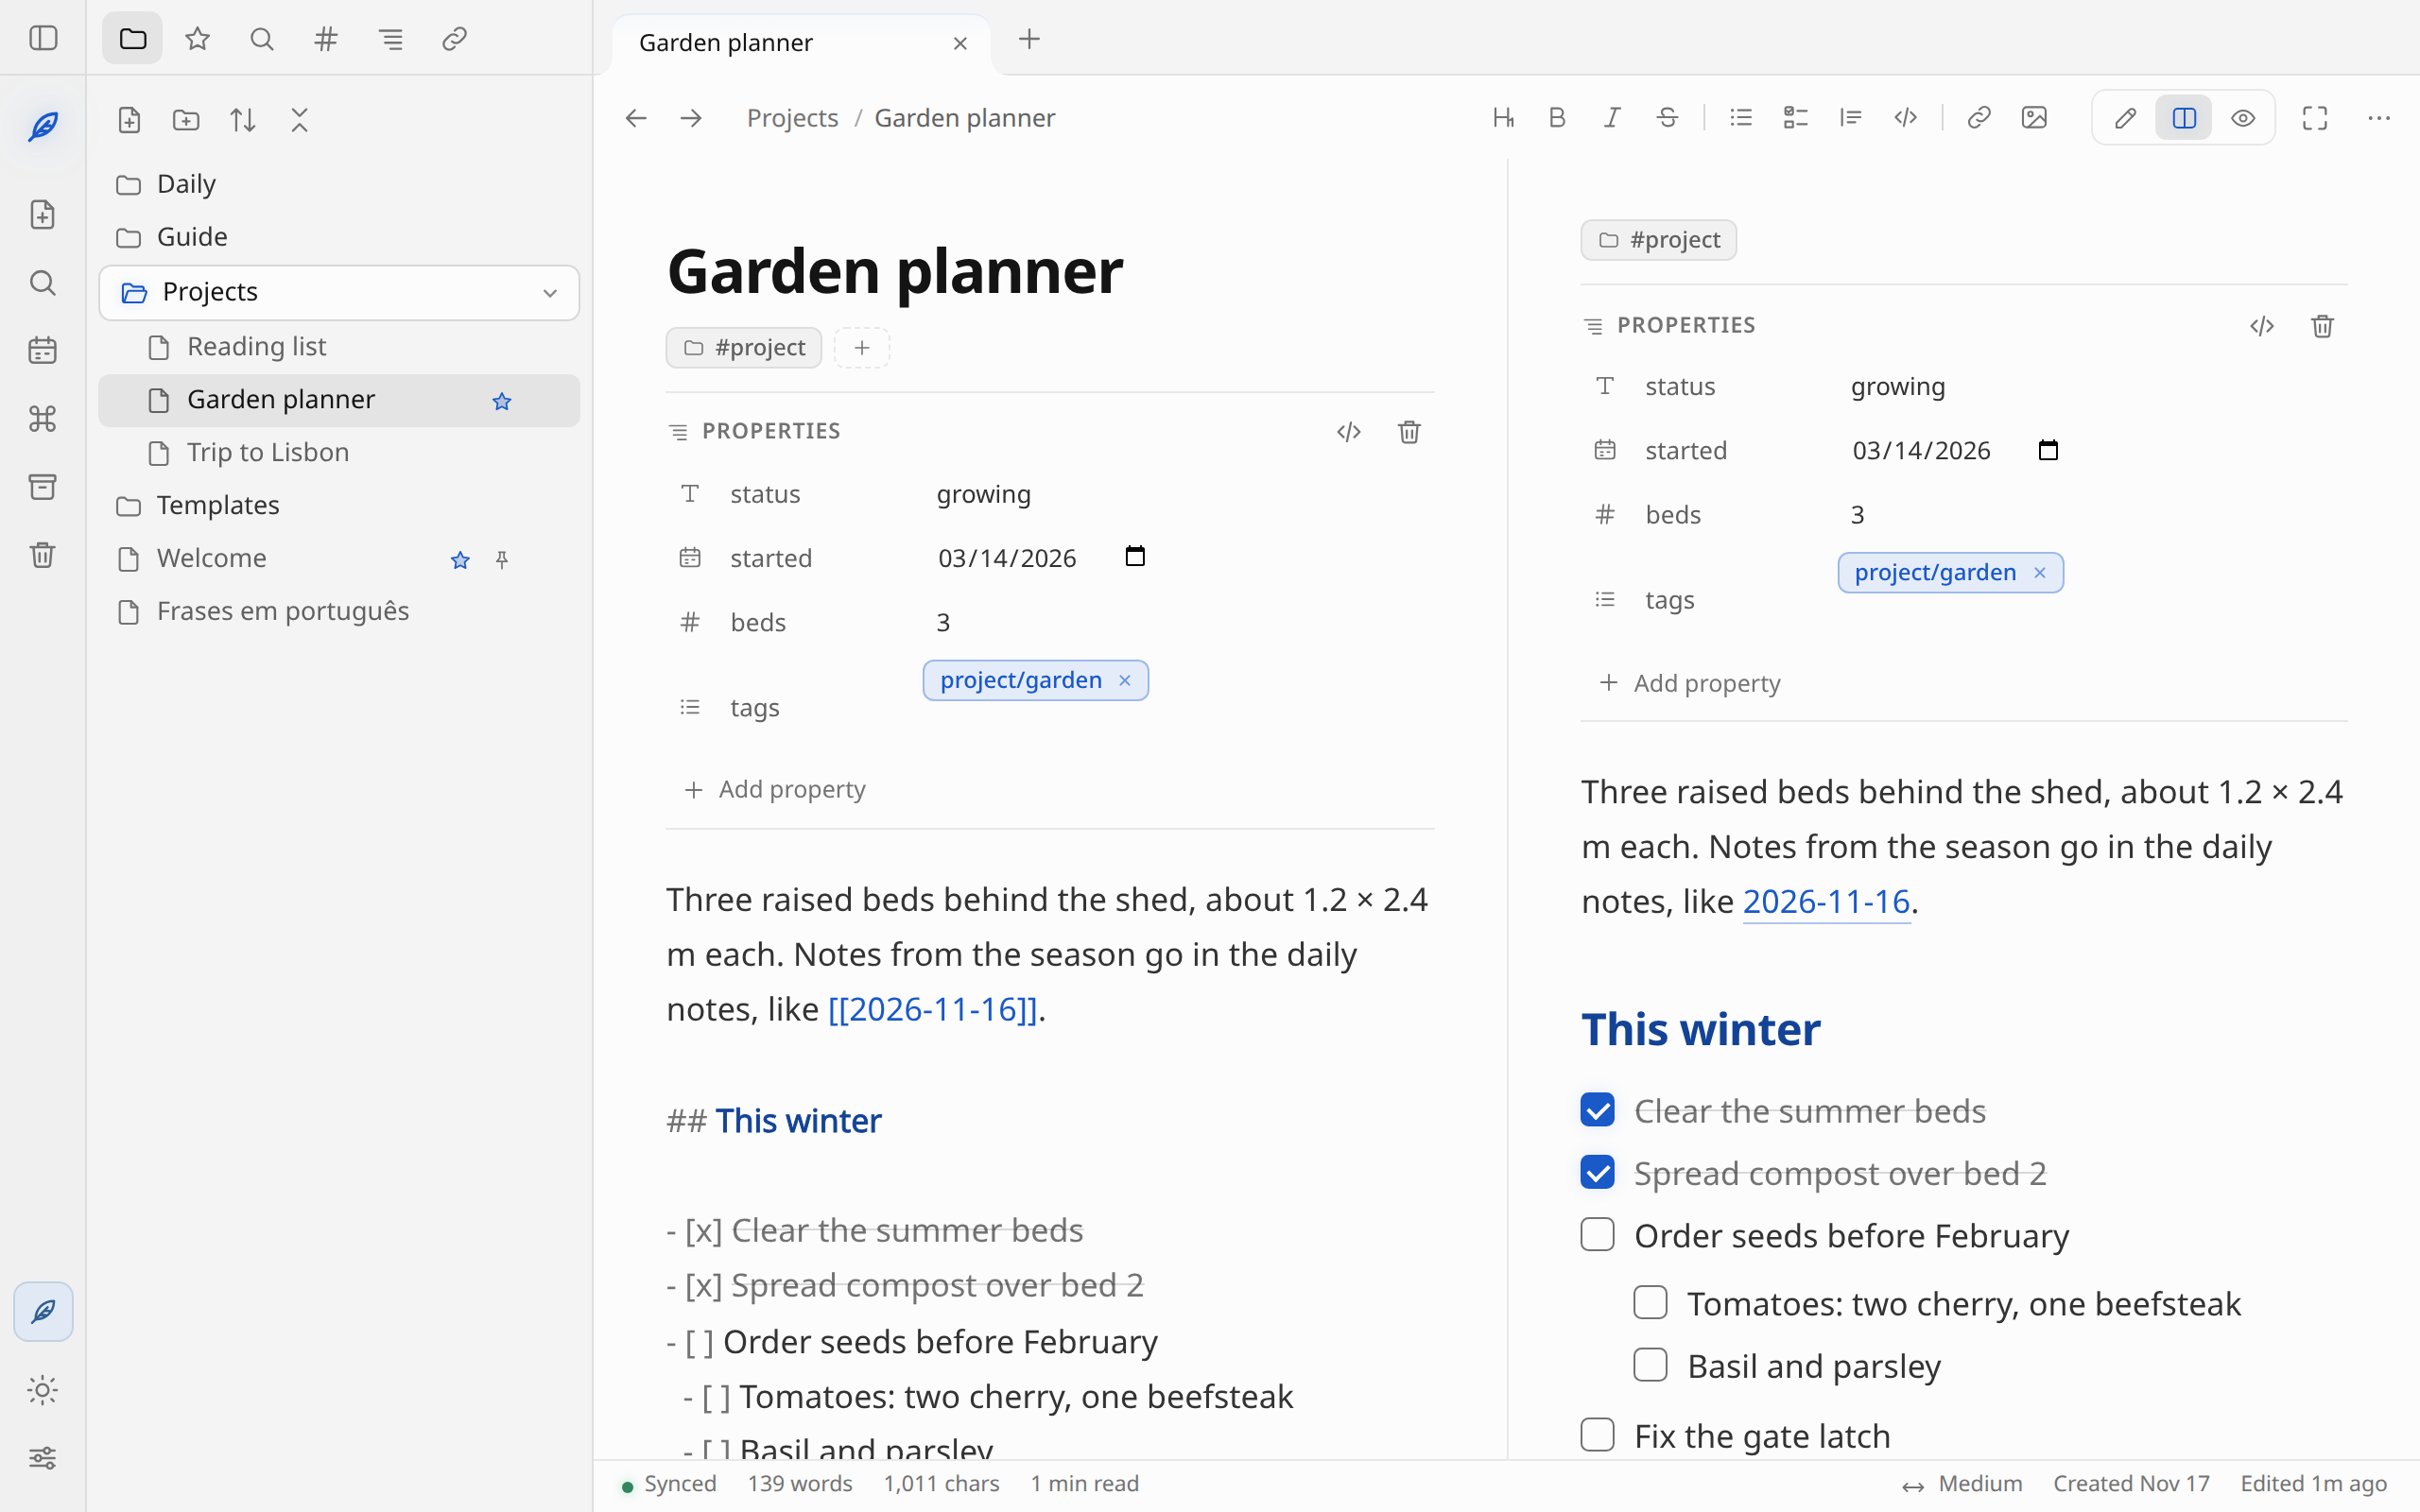 Garden planner
Projects / Garden planner
Daily
Guide
Projects
Reading list
Garden planner
Trip to Lisbon
Templates
Welcome
Frases em português
Garden planner
#project
PROPERTIES
status growing
started 03/14/2026
beds 3
tags project/garden
Add property
Three raised beds behind the shed, about 1.2 × 2.4
m each. Notes from the season go in the daily
notes, like [[2026-11-16]].
## This winter
- [x] Clear the summer beds
- [x] Spread compost over bed 2
- [ ] Order seeds before February
- [ ] Tomatoes: two cherry, one beefsteak
- [ ] Basil and parsley
#project
PROPERTIES
status growing
started 03/14/2026
beds 3
tags project/garden
Add property
Three raised beds behind the shed, about 1.2 × 2.4
m each. Notes from the season go in the daily
notes, like 2026-11-16.
This winter
Clear the summer beds
Spread compost over bed 2
Order seeds before February
Tomatoes: two cherry, one beefsteak
Basil and parsley
Fix the gate latch
Synced 139 words 1,011 chars 1 min read
Medium Created Nov 17 Edited 1m ago